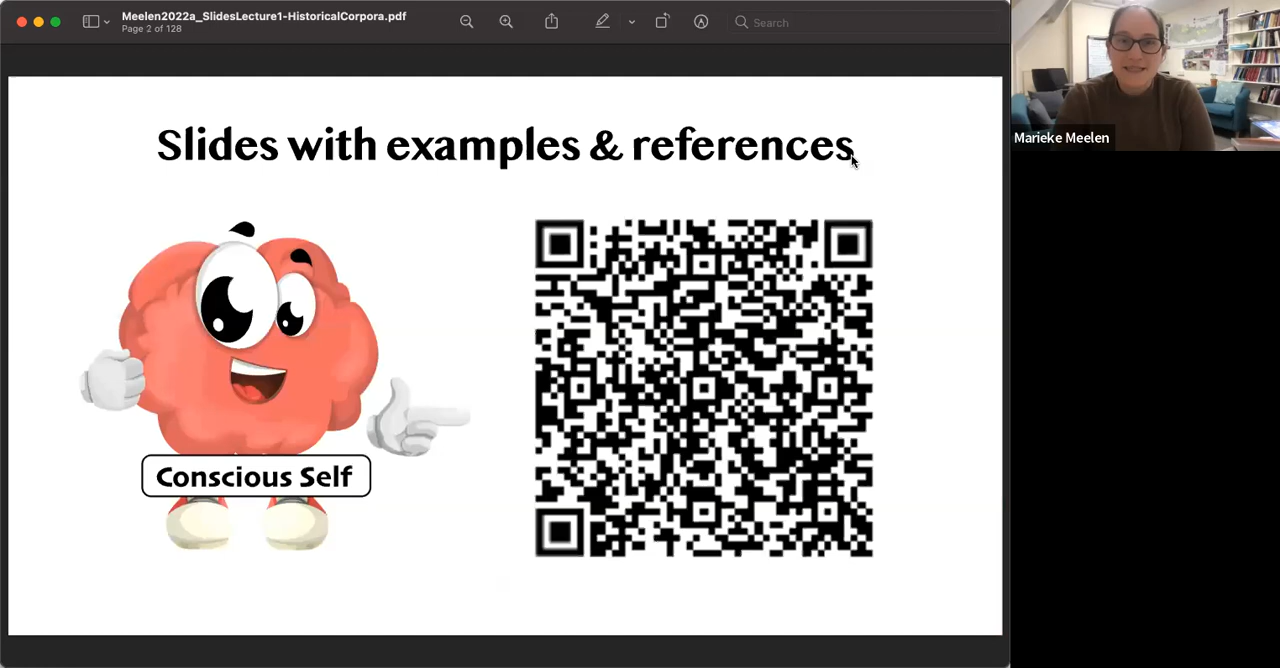 Meelen2022a_SlidesLecture1-HistoricalCorpora.pdf
Page 2 of 128
Search
Marieke Meelen
Slides with examples & references
Conscious Self